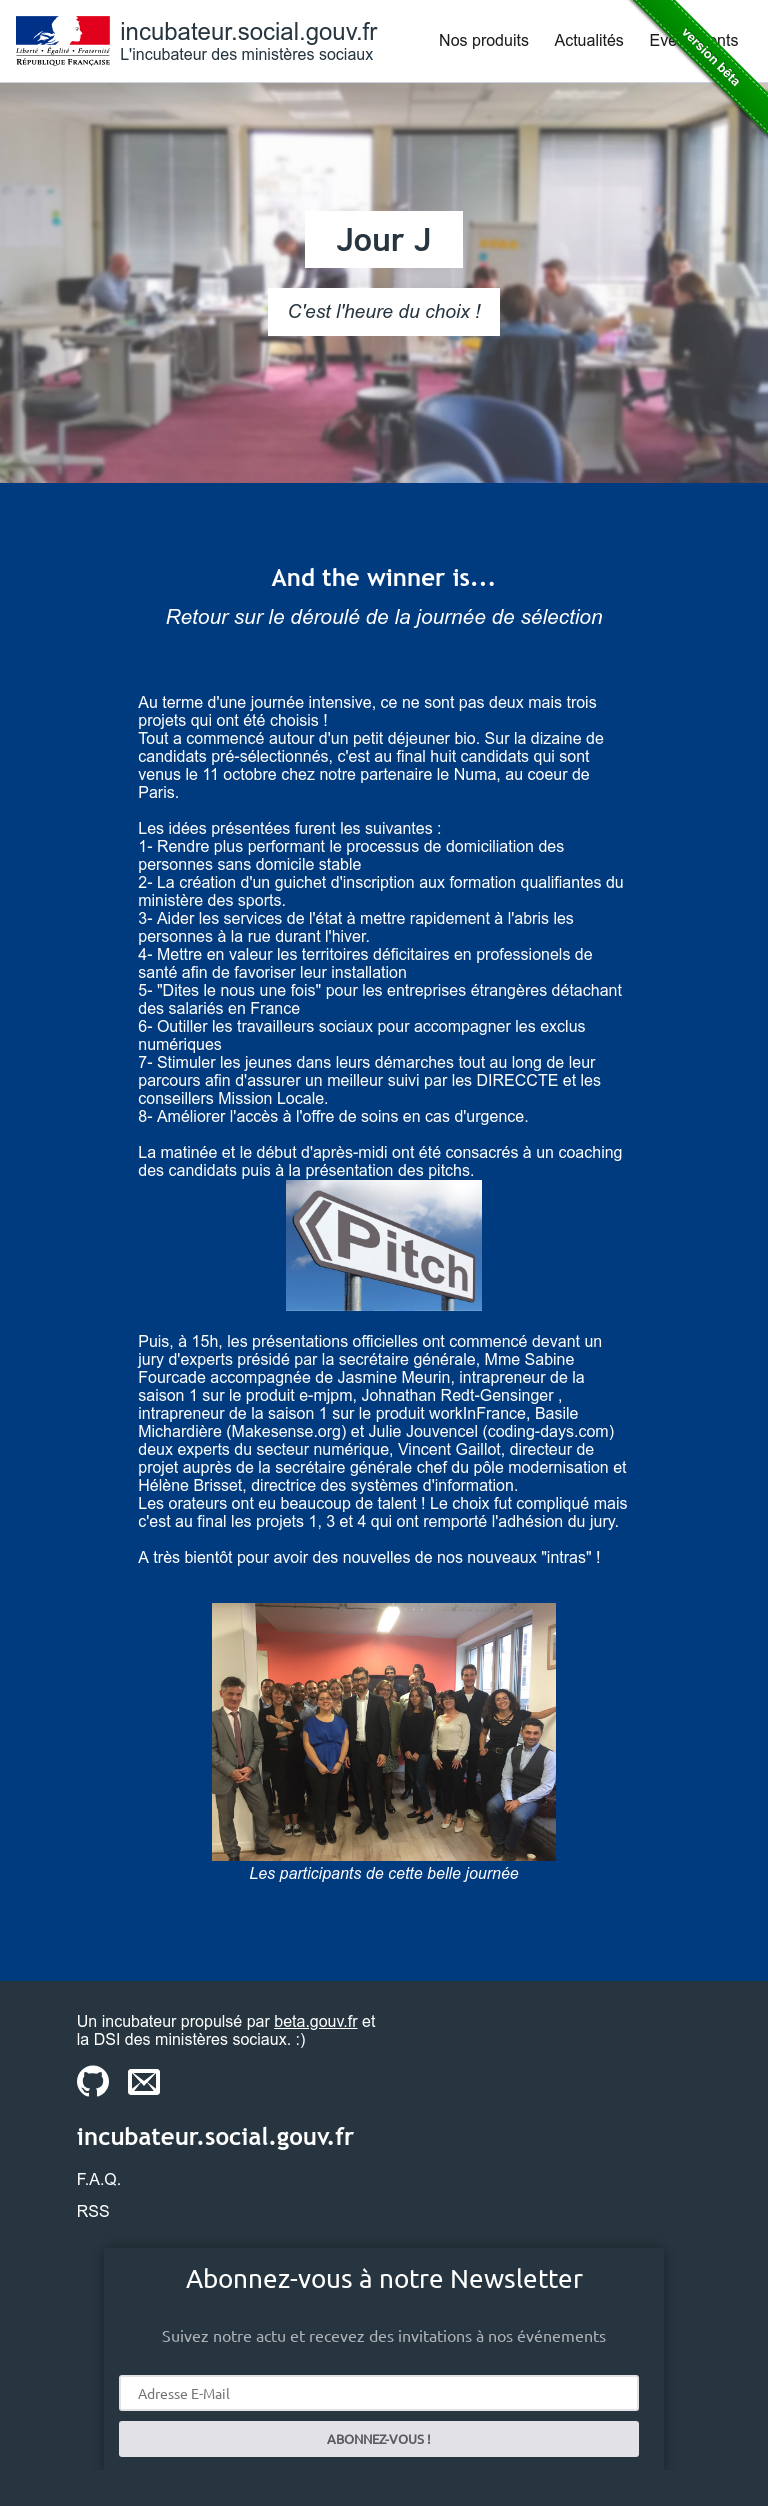 Liberté • Égalité • Fraternité
RÉPUBLIQUE FRANÇAISE
incubateur.social.gouv.fr
L'incubateur des ministères sociaux
Nos produits
Actualités
version bêta
Jour J
C'est l'heure du choix !
And the winner is...
Retour sur le déroulé de la journée de sélection
Au terme d'une journée intensive, ce ne sont pas deux mais trois
projets qui ont été choisis !
Tout a commencé autour d'un petit déjeuner bio. Sur la dizaine de
candidats pré-sélectionnés, c'est au final huit candidats qui sont
venus le 11 octobre chez notre partenaire le Numa, au coeur de
Paris.
Les idées présentées furent les suivantes :
1- Rendre plus performant le processus de domiciliation des
personnes sans domicile stable
2- La création d'un guichet d'inscription aux formation qualifiantes du
ministère des sports.
3- Aider les services de l'état à mettre rapidement à l'abris les
personnes à la rue durant l'hiver.
4- Mettre en valeur les territoires déficitaires en professionels de
santé afin de favoriser leur installation
5- "Dites le nous une fois" pour les entreprises étrangères détachant
des salariés en France
6- Outiller les travailleurs sociaux pour accompagner les exclus
numériques
7- Stimuler les jeunes dans leurs démarches tout au long de leur
parcours afin d'assurer un meilleur suivi par les DIRECCTE et les
conseillers Mission Locale.
8- Améliorer l'accès à l'offre de soins en cas d'urgence.
La matinée et le début d'après-midi ont été consacrés à un coaching
des candidats puis à la présentation des pitchs.
Pitch
Puis, à 15h, les présentations officielles ont commencé devant un
jury d'experts présidé par la secrétaire générale, Mme Sabine
Fourcade accompagnée de Jasmine Meurin, intrapreneur de la
saison 1 sur le produit e-mjpm, Johnathan Redt-Gensinger ,
intrapreneur de la saison 1 sur le produit workInFrance, Basile
Michardière (Makesense.org) et Julie Jouvencel (coding-days.com)
deux experts du secteur numérique, Vincent Gaillot, directeur de
projet auprès de la secrétaire générale chef du pôle modernisation et
Hélène Brisset, directrice des systèmes d'information.
Les orateurs ont eu beaucoup de talent ! Le choix fut compliqué mais
c'est au final les projets 1, 3 et 4 qui ont remporté l'adhésion du jury.
A très bientôt pour avoir des nouvelles de nos nouveaux "intras" !
Les participants de cette belle journée
Un incubateur propulsé par beta.gouv.fr et
la DSI des ministères sociaux. :)
incubateur.social.gouv.fr
F.A.Q.
RSS
Abonnez-vous à notre Newsletter
Suivez notre actu et recevez des invitations à nos événements
Adresse E-Mail
ABONNEZ-VOUS !